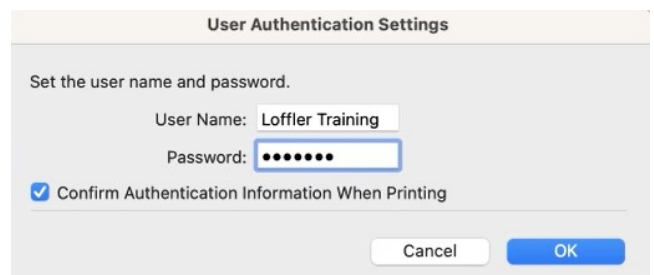 User Authentication Settings
Set the user name and password.
User Name: Loffler Training
Password: •••••••
Confirm Authentication Information When Printing
Cancel OK